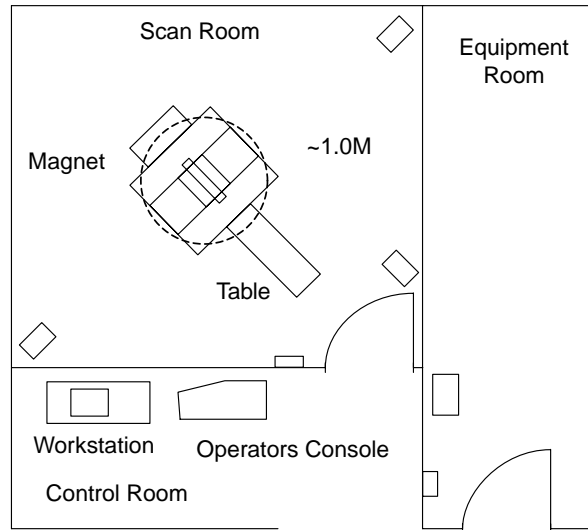 Scan Room
Equipment
Room
~1.0M
Magnet
Table
Workstation
Operators Console
Control Room